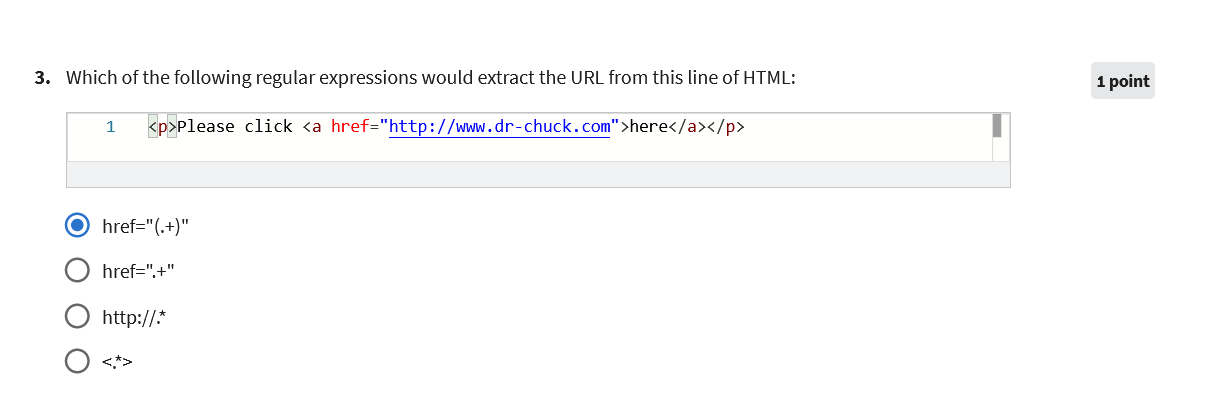 3. Which of the following regular expressions would extract the URL from this line of HTML:
1 point
1 <p>Please click <a href="http://www.dr-chuck.com">here</a></p>
href="(.+)"
href=".+"
http://.*
<.*>